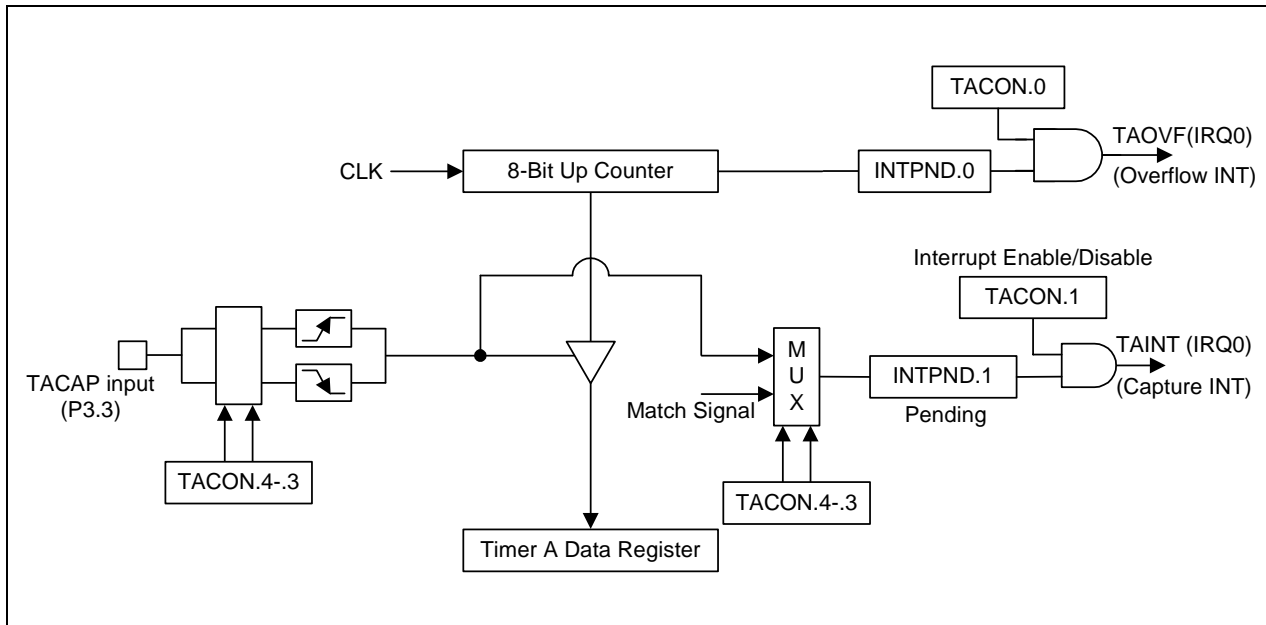 TACON.0
TAOVF(IRQ0)
CLK
8-Bit Up Counter
INTPND.0
(Overflow INT)
Interrupt Enable/Disable
TACON.1
TACAP input
(P3.3)
M
U
X
Match Signal
INTPND.1
Pending
TAINT (IRQ0)
(Capture INT)
TACON.4-.3
TACON.4-.3
Timer A Data Register